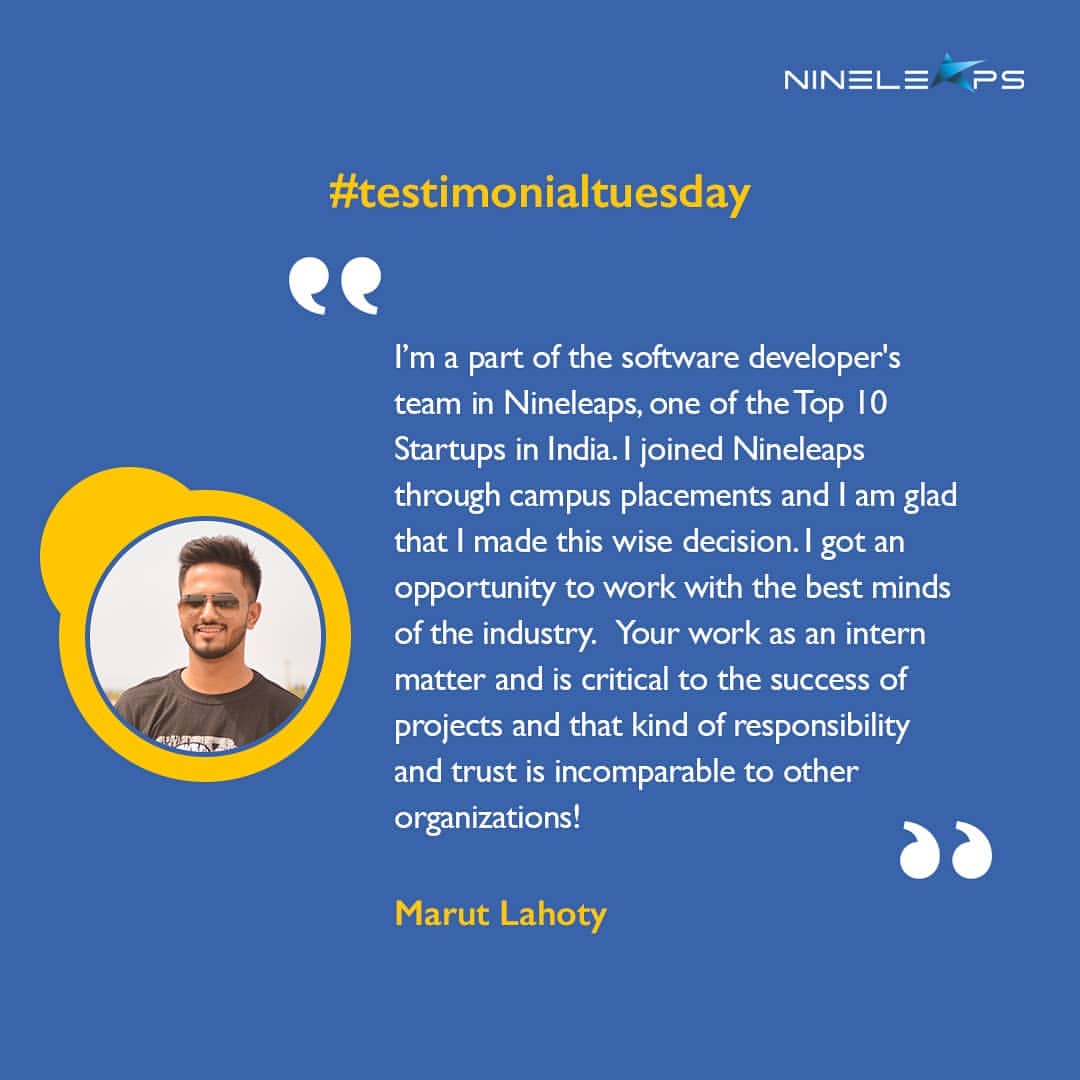 NINELEAPS
#testimonialtuesday
I’m a part of the software developer's
team in Nineleaps, one of the Top 10
Startups in India. I joined Nineleaps
through campus placements and I am glad
that I made this wise decision. I got an
opportunity to work with the best minds
of the industry.  Your work as an intern
matter and is critical to the success of
projects and that kind of responsibility
and trust is incomparable to other
organizations!
Marut Lahoty